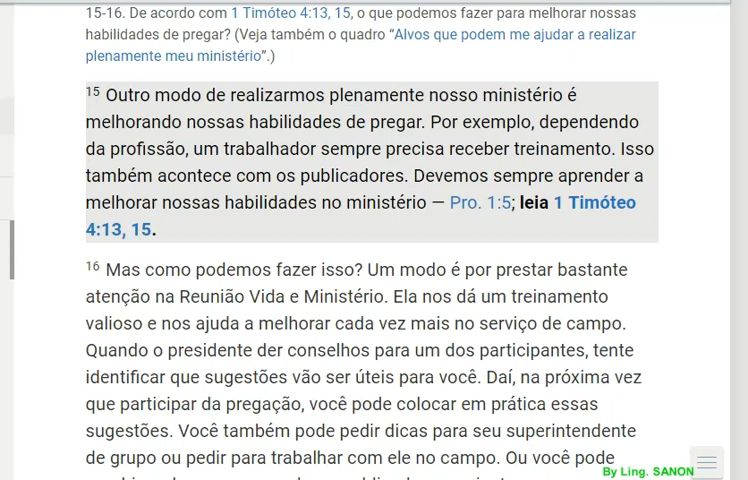 15-16. De acordo com 1 Timóteo 4:13, 15, o que podemos fazer para melhorar nossas
habilidades de pregar? (Veja também o quadro “Alvos que podem me ajudar a realizar
plenamente meu ministério”.)
15 Outro modo de realizarmos plenamente nosso ministério é
melhorando nossas habilidades de pregar. Por exemplo, dependendo
da profissão, um trabalhador sempre precisa receber treinamento. Isso
também acontece com os publicadores. Devemos sempre aprender a
melhorar nossas habilidades no ministério — Pro. 1:5; leia 1 Timóteo
4:13, 15.
16 Mas como podemos fazer isso? Um modo é por prestar bastante
atenção na Reunião Vida e Ministério. Ela nos dá um treinamento
valioso e nos ajuda a melhorar cada vez mais no serviço de campo.
Quando o presidente der conselhos para um dos participantes, tente
identificar que sugestões vão ser úteis para você. Daí, na próxima vez
que participar da pregação, você pode colocar em prática essas
sugestões. Você também pode pedir dicas para seu superintendente
de grupo ou pedir para trabalhar com ele no campo. Ou você pode
By Ling. SANON